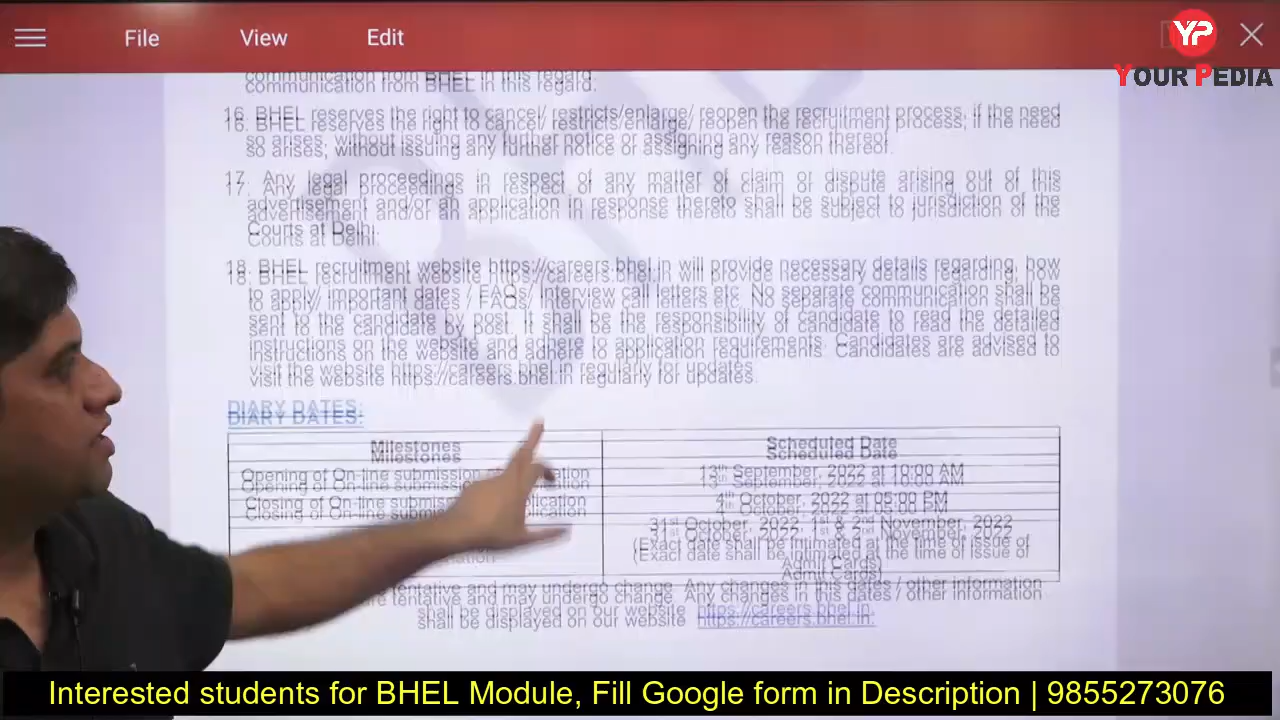 File View Edit
YP
YOUR PEDIA
communication from BHEL in this regard.
16. BHEL reserves the right to cancel/ restricts/enlarge/ reopen the recruitment process, if the need
so arises, without issuing any further notice or assigning any reason thereof.
17. Any legal proceedings in respect of any matter of claim or dispute arising out of this
advertisement and/or an application in response thereto shall be subject to jurisdiction of the
Courts at Delhi.
18. BHEL recruitment website https://careers.bhel.in will provide necessary details regarding, how
to apply/ important dates / FAQs/ Interview call letters etc. No separate communication shall be
sent to the candidate by post. It shall be the responsibility of candidate to read the detailed
instructions on the website and adhere to application requirements. Candidates are advised to
visit the website https://careers.bhel.in regularly for updates.
DIARY DATES:
Milestones Scheduled Date
Opening of On-line submission 13th September, 2022 at 10:00 AM
Closing of On-line 4th October, 2022 at 05:00 PM
31st October, 2022, 1st & 2nd November, 2022
(Exact date shall be intimated at the time of issue of
Admit Cards)
are tentative and may undergo change. Any changes in this dates / other information
shall be displayed on our website https://careers.bhel.in.
Interested students for BHEL Module, Fill Google form in Description | 9855273076